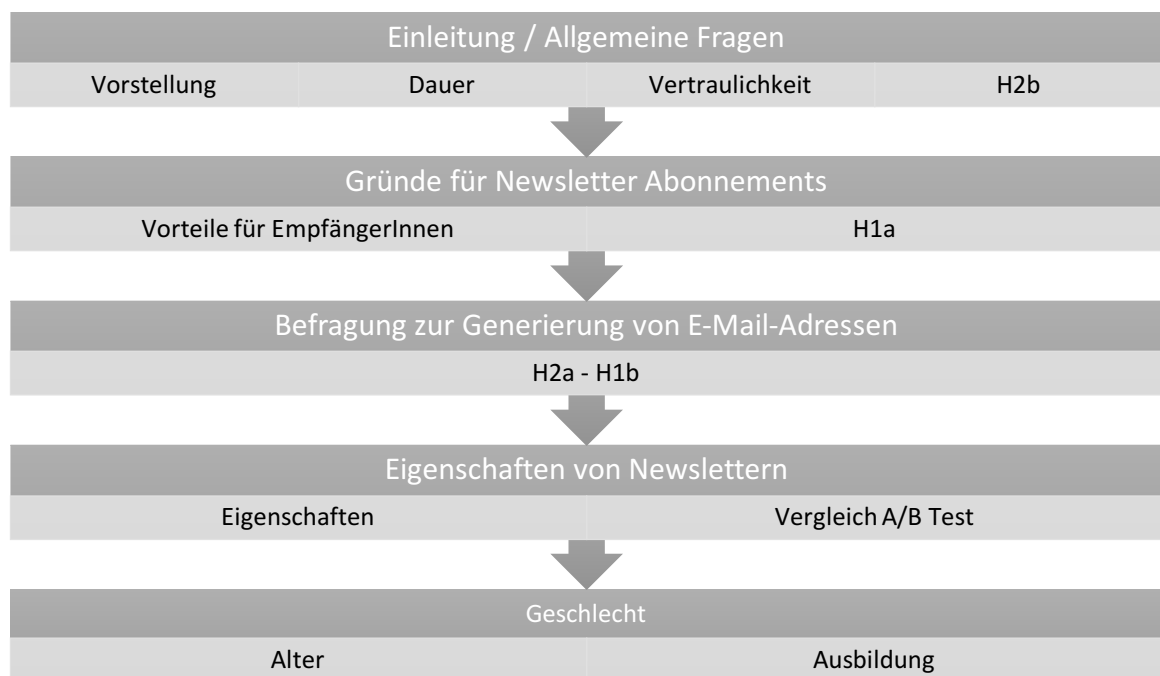 Einleitung / Allgemeine Fragen
Vorstellung Dauer Vertraulichkeit H2b
Gründe für Newsletter Abonnements
Vorteile für EmpfängerInnen H1a
Befragung zur Generierung von E-Mail-Adressen
H2a - H1b
Eigenschaften von Newslettern
Eigenschaften Vergleich A/B Test
Geschlecht
Alter Ausbildung